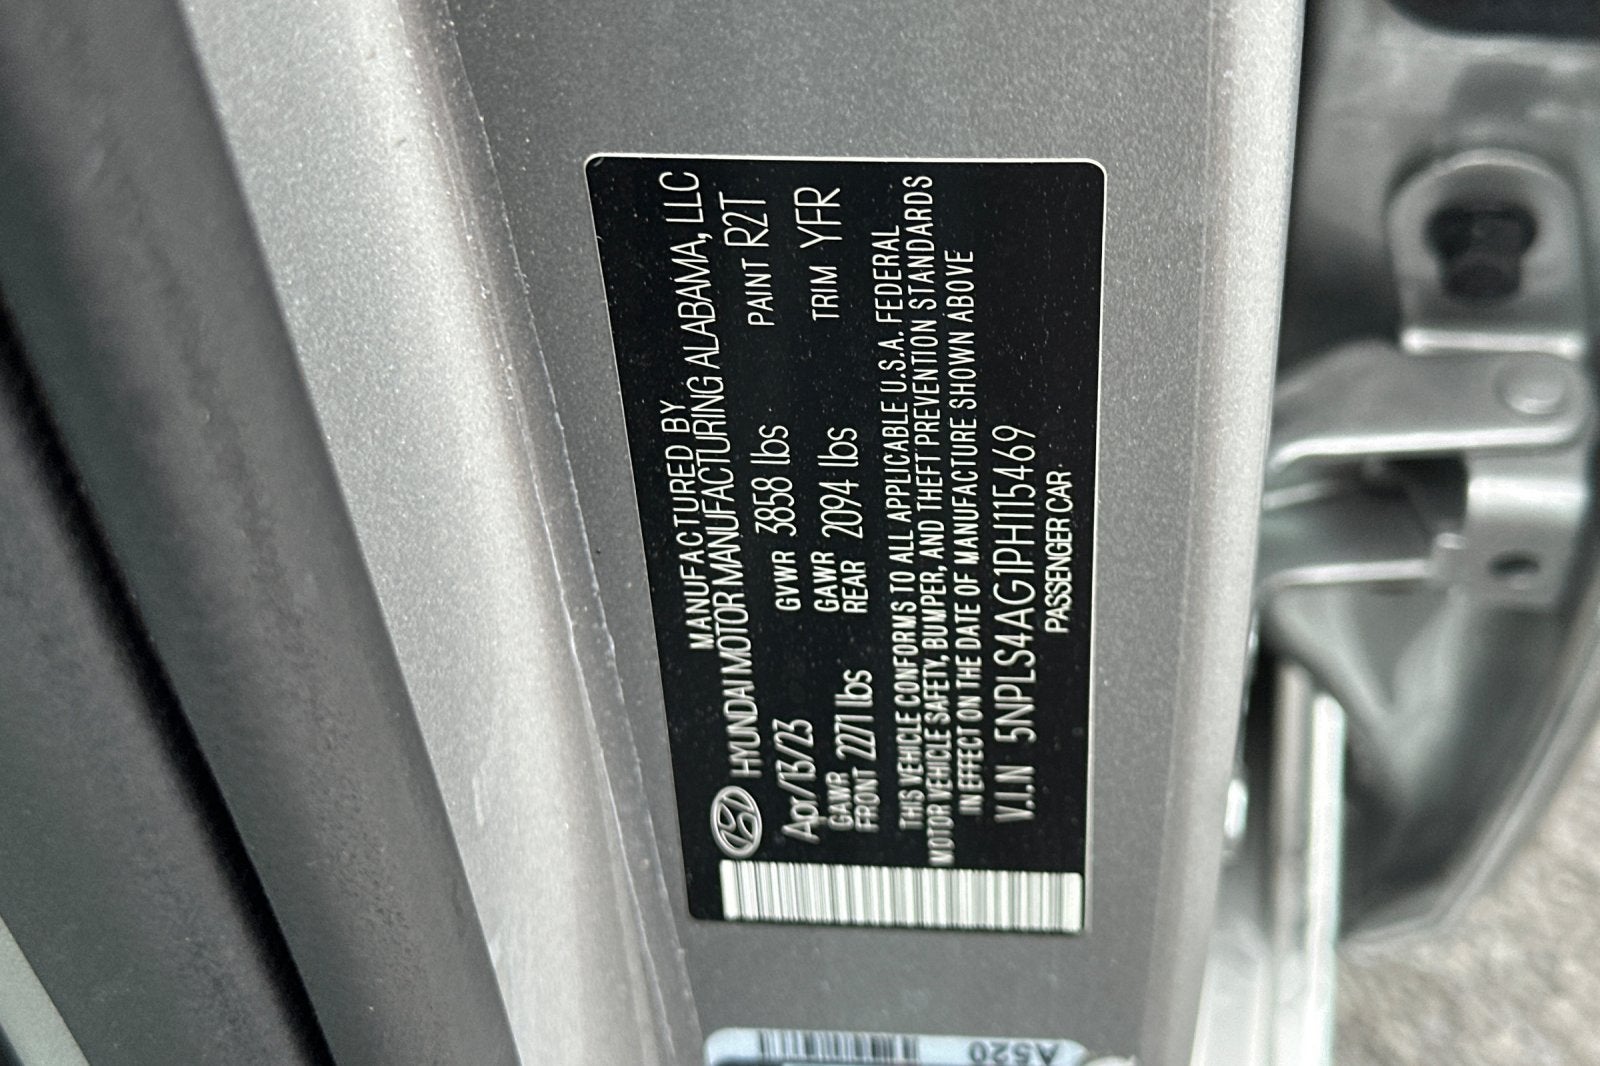 MANUFACTURED BY
HYUNDAI MOTOR MANUFACTURING ALABAMA, LLC
Apr/13/23 GVWR 3858 lbs PAINT R2T
GAWR FRONT 2271 lbs GAWR REAR 2094 lbs TRIM YFR
THIS VEHICLE CONFORMS TO ALL APPLICABLE U.S.A. FEDERAL
MOTOR VEHICLE SAFETY, BUMPER, AND THEFT PREVENTION STANDARDS
IN EFFECT ON THE DATE OF MANUFACTURE SHOWN ABOVE
V.I.N 5NPLS4AG1PH115469
PASSENGER CAR
A520